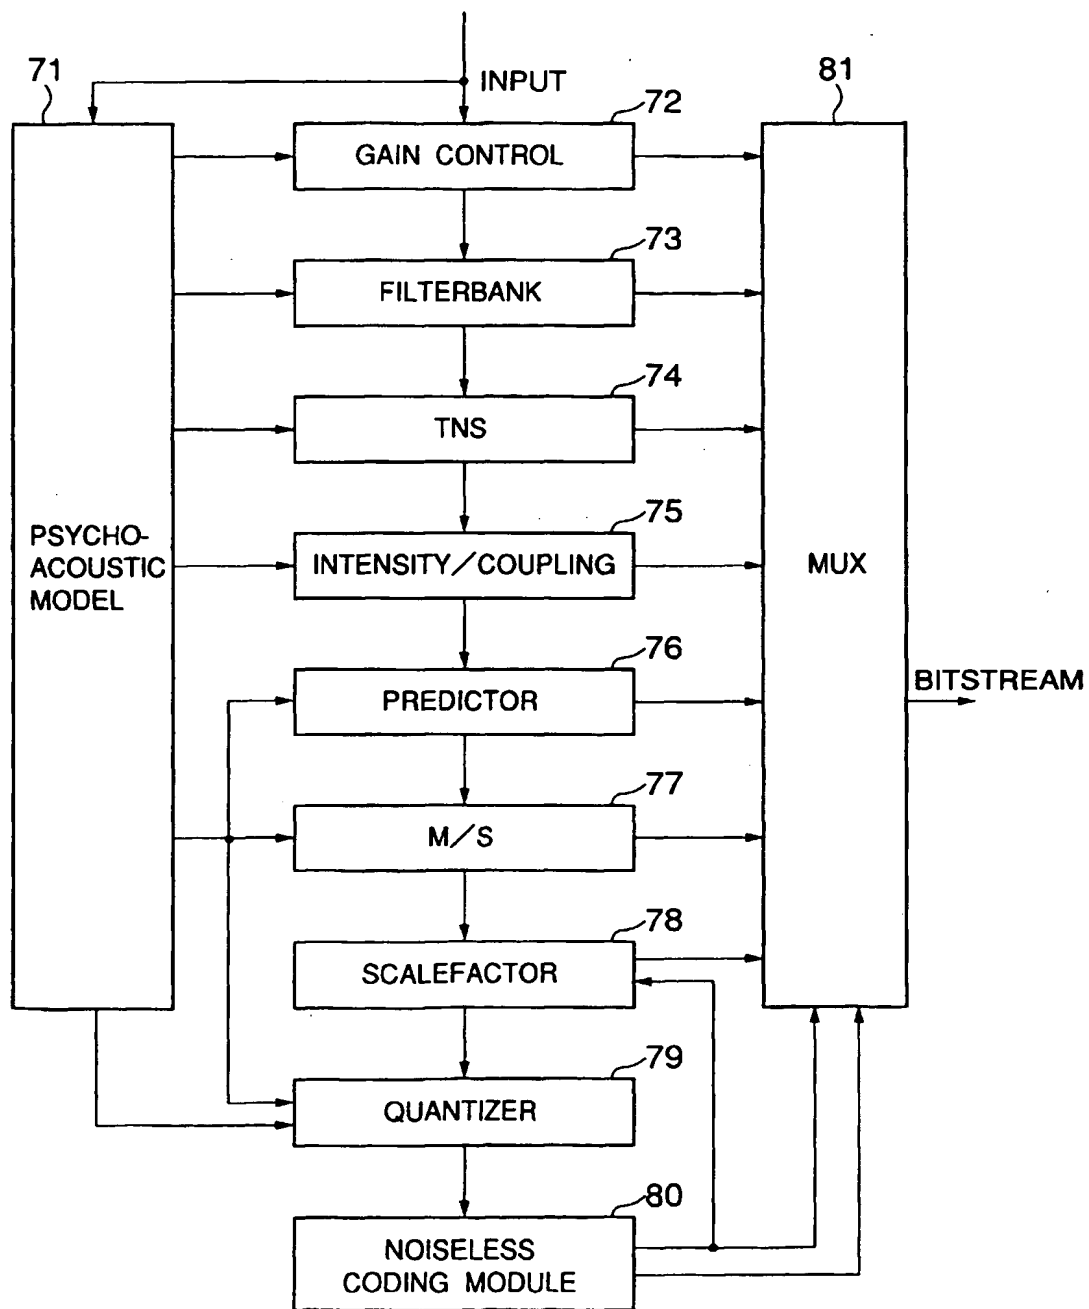 71
INPUT
72
81
GAIN CONTROL
73
FILTERBANK
74
TNS
75
PSYCHO-
ACOUSTIC
MODEL
INTENSITY/COUPLING
MUX
76
PREDICTOR
BITSTREAM
77
M/S
78
SCALEFACTOR
79
QUANTIZER
80
NOISELESS
CODING MODULE